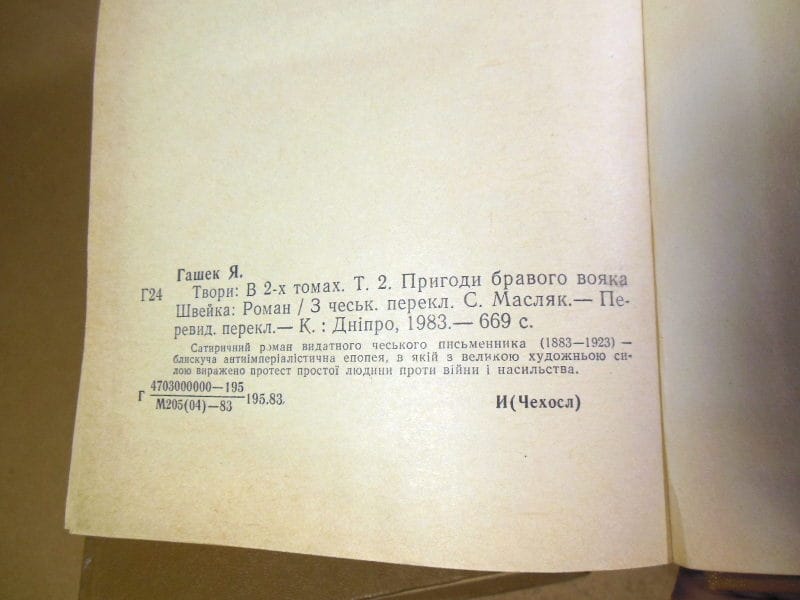 Гашек Я.
Г24 Твори: В 2-х томах. Т. 2. Пригоди бравого вояка
Швейка: Роман / З чеськ. перекл. С. Масляк.— Пе-
ревид. перекл.— К. : Дніпро, 1983.— 669 с.
Сатиричний роман видатного чеського письменника (1883—1923) —
блискуча антиімперіалістична епопея, в якій з великою художньою си-
лою виражено протест простої людини проти війни і насильства.
4703000000—195
Г 195.83.
М205(04)—83
И(Чехосл)